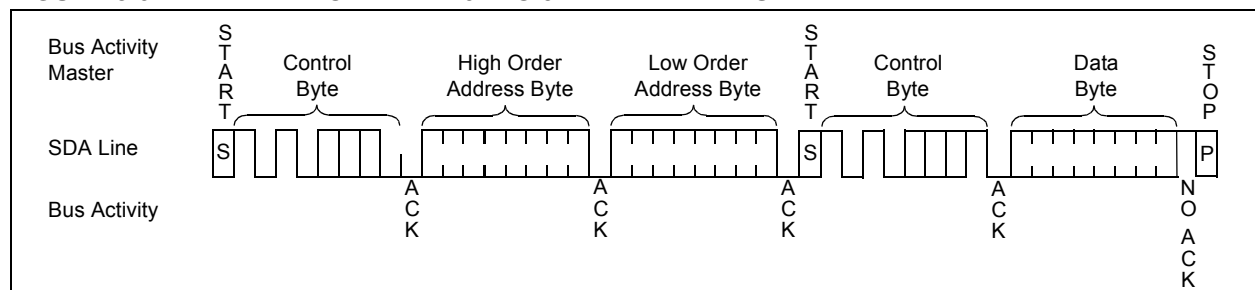 Bus Activity
Master
START
Control
Byte
High Order
Address Byte
Low Order
Address Byte
START
Control
Byte
Data
Byte
STOP
SDA Line
S
S
P
Bus Activity
ACK
ACK
ACK
ACK
NO ACK